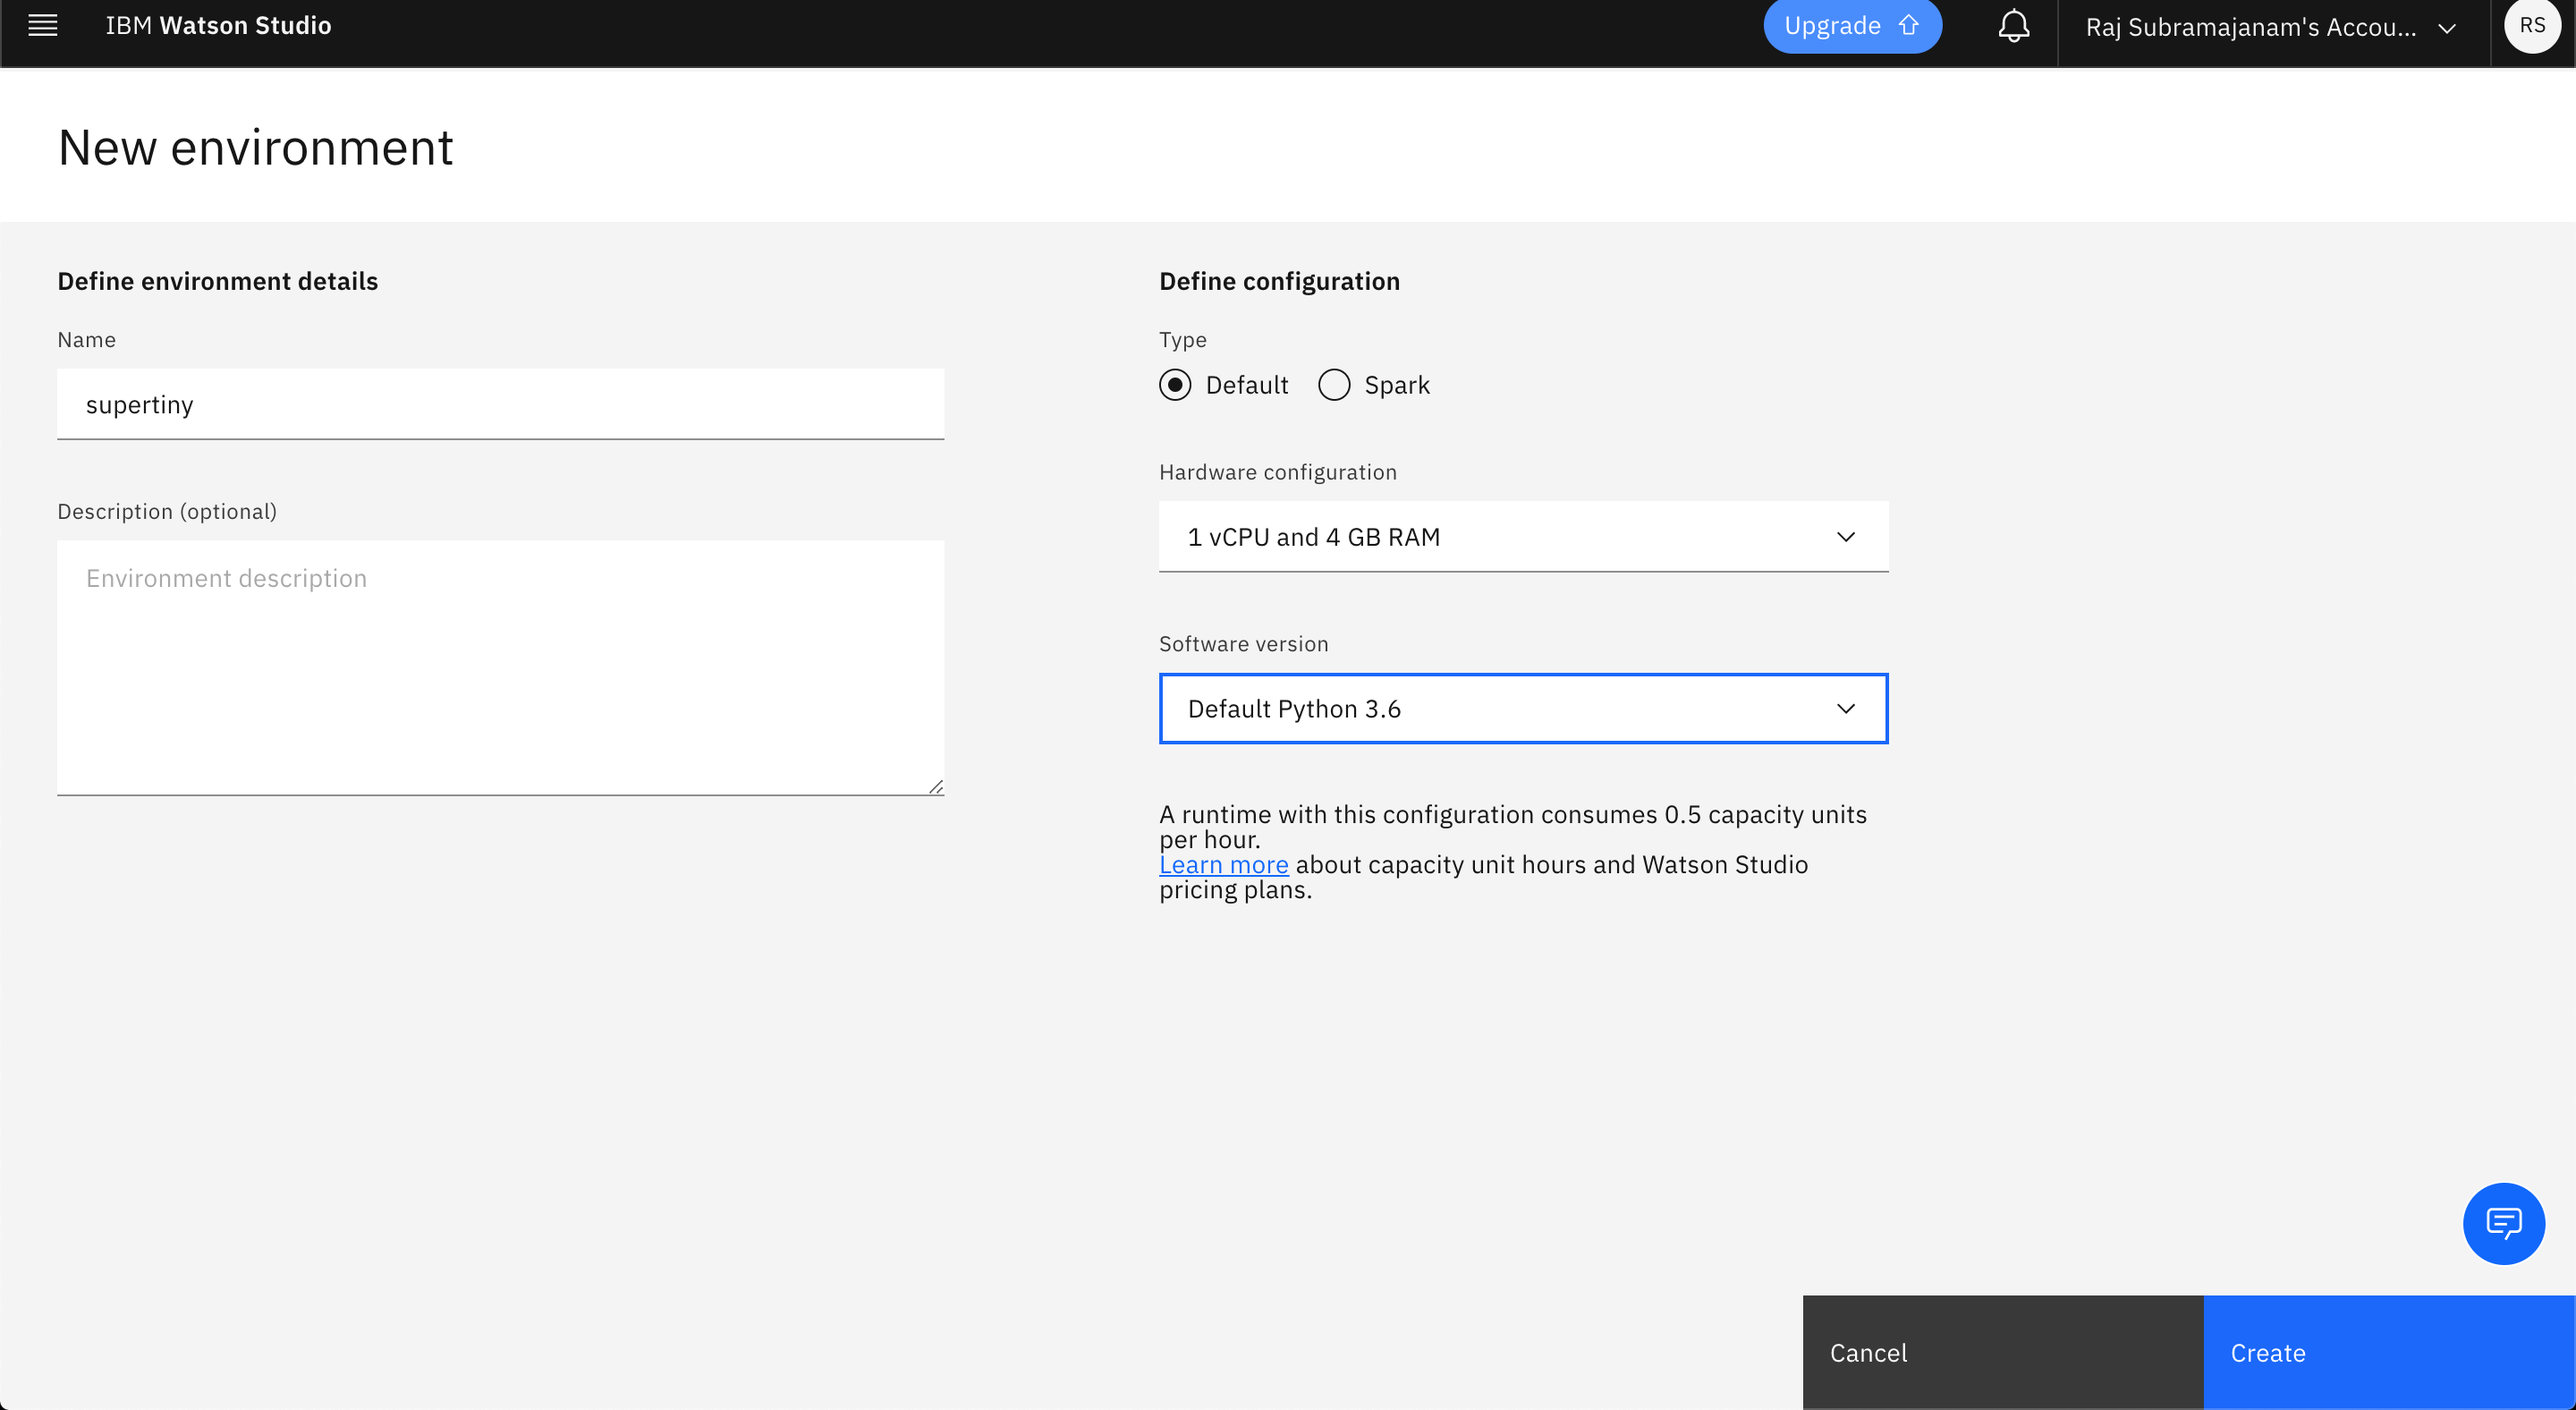 IBM Watson Studio
Upgrade
Raj Subramajanam's Accou...
RS
New environment
Define environment details
Name
supertiny
Description (optional)
Environment description
Define configuration
Type
Default
Spark
Hardware configuration
1 vCPU and 4 GB RAM
Software version
Default Python 3.6
A runtime with this configuration consumes 0.5 capacity units
per hour.
Learn more about capacity unit hours and Watson Studio
pricing plans.
Cancel
Create